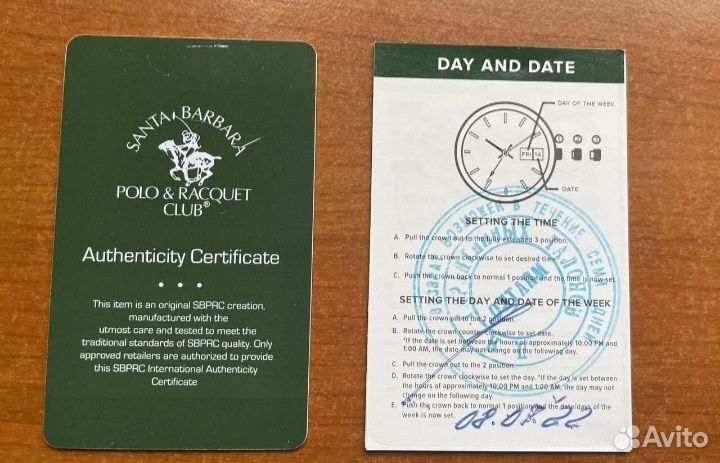 SANTA BARBARA
POLO & RACQUET
CLUB®
Authenticity Certificate
This item is an original SBPRC creation,
manufactured with the
utmost care and tested to meet the
traditional standards of SBPRC quality. Only
approved retailers are authorized to provide
this SBPRC International Authenticity
Certificate
DAY AND DATE
DAY OF THE WEEK
1 2 3
FRI 14
DATE
SETTING THE TIME
A. Pull the crown out to the fully extended 3 position.
B. Rotate the crown clockwise to set desired time
C. Push the crown back to normal 1 position and the time is now set.
SETTING THE DAY AND DATE OF THE WEEK
A. Pull the crown out to the 2 position.
B. Rotate the crown counter clockwise to set date.
*If the date is set between the hours of approximately 10:00 PM and
1:00 AM, the date may not change on the following day.
C. Pull the crown out to the 2 position.
D. Rotate the crown clockwise to set the day. *If the day is set between
the hours of approximately 10:00 PM and 1:00 AM, the day may not
change on the following day.
E. Push the crown back to normal 1 position and the date/days of the
week is now set.
ВОЗМОЖЕН В ТЕЧЕНИЕ СЕМИ ДНЕЙ
Avito